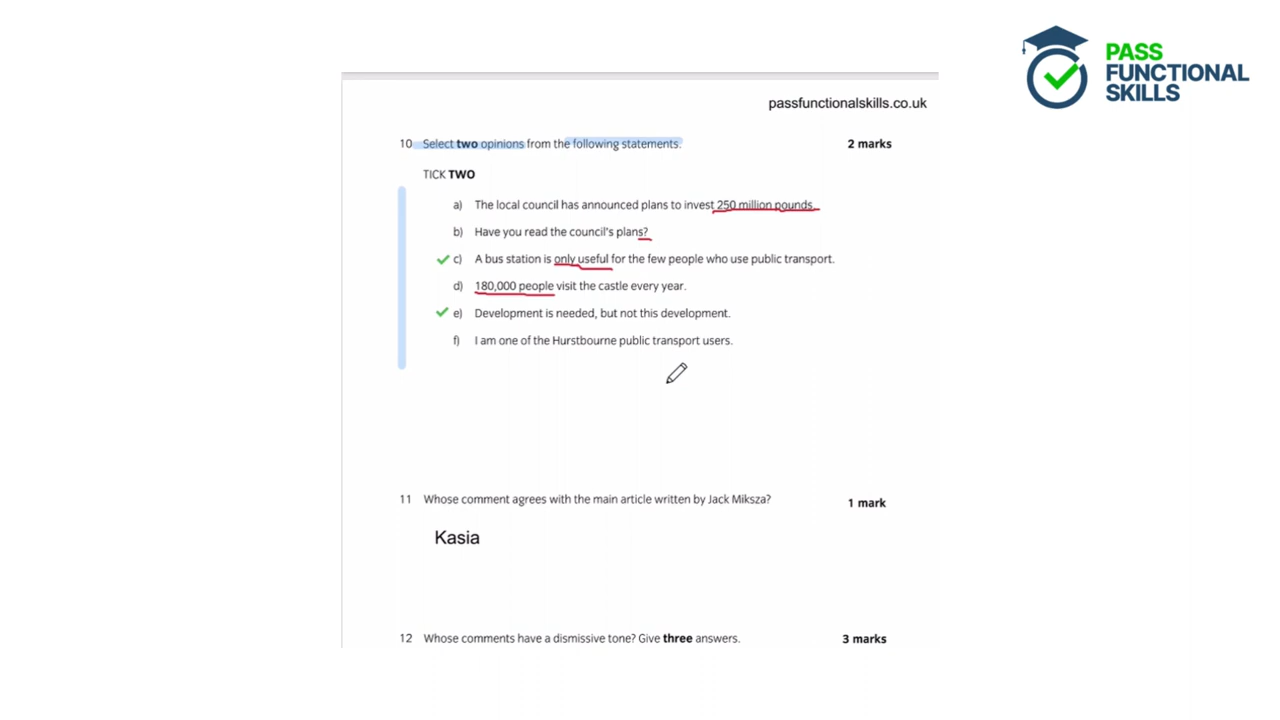 PASS
FUNCTIONAL
SKILLS
passfunctionalskills.co.uk
10 Select two opinions from the following statements. 2 marks
TICK TWO
a) The local council has announced plans to invest 250 million pounds.
b) Have you read the council's plans?
c) A bus station is only useful for the few people who use public transport.
d) 180,000 people visit the castle every year.
e) Development is needed, but not this development.
f) I am one of the Hurstbourne public transport users.
11 Whose comment agrees with the main article written by Jack Miksza? 1 mark
Kasia
12 Whose comments have a dismissive tone? Give three answers. 3 marks